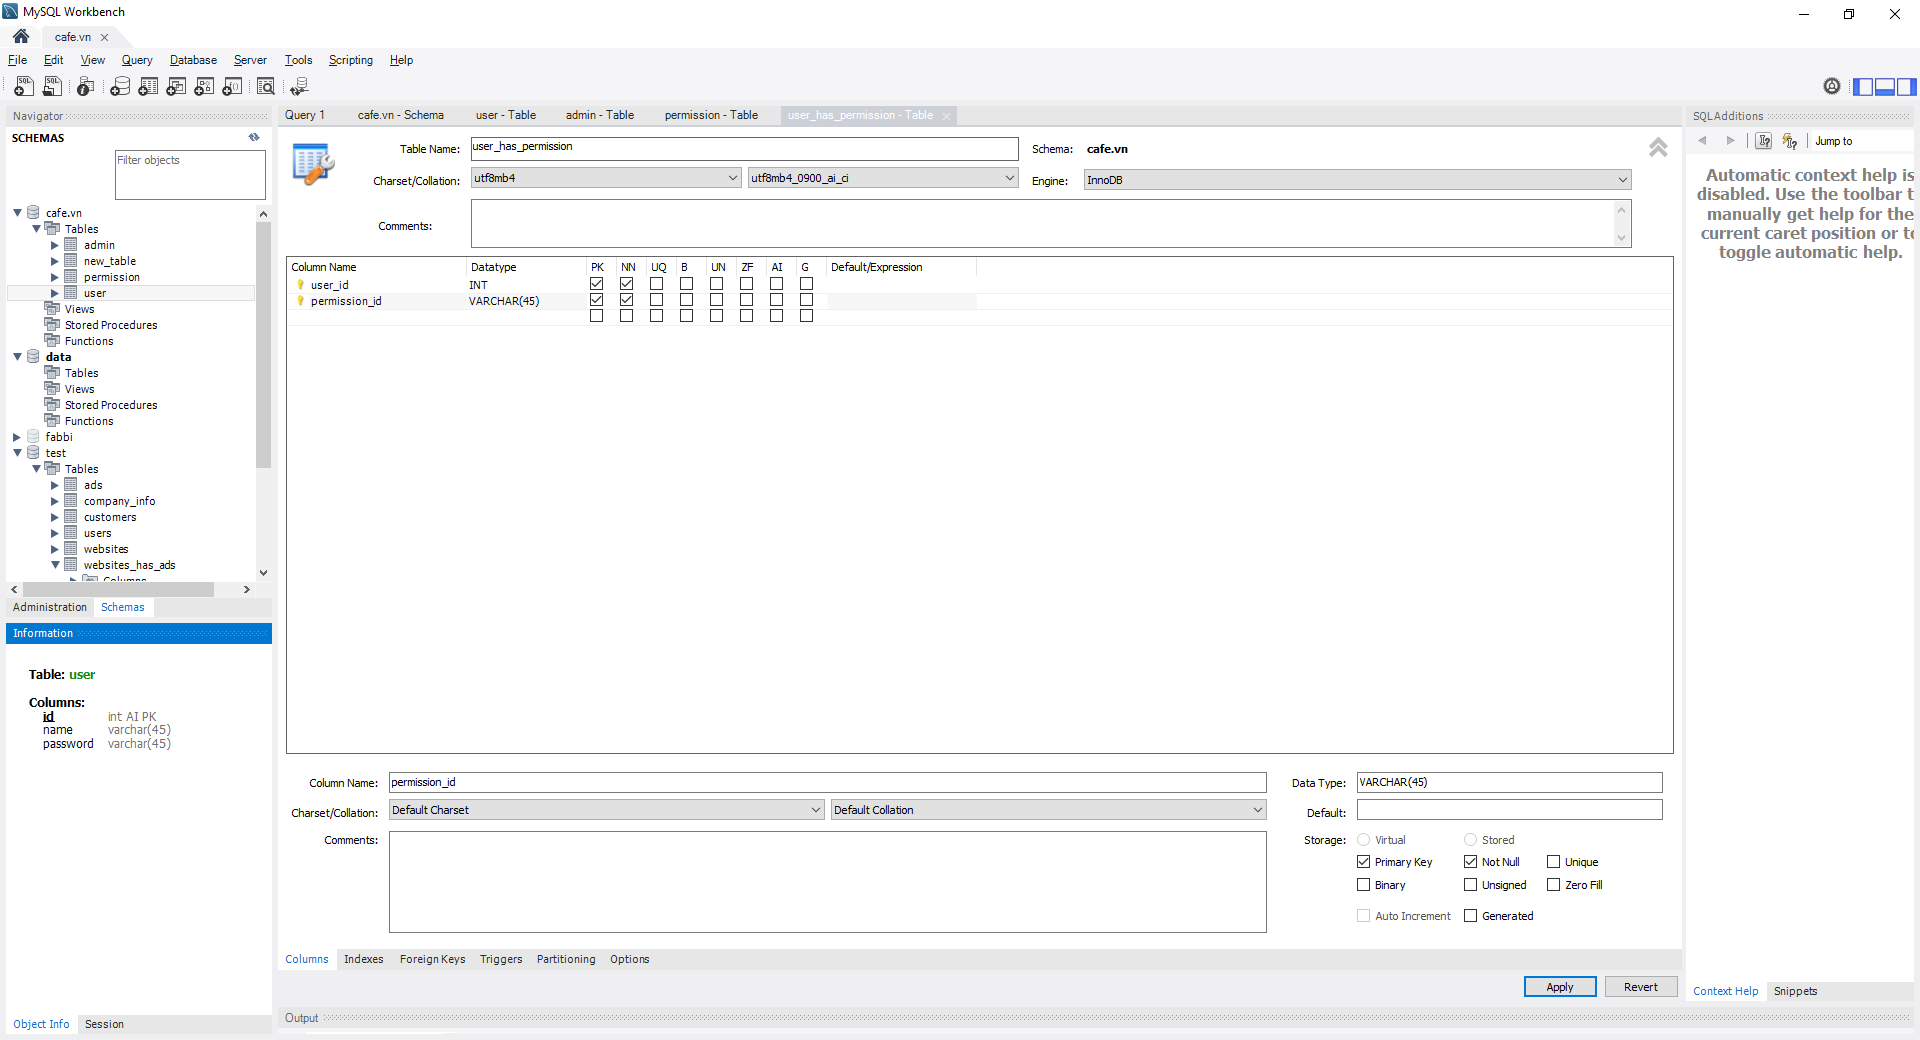 MySQL Workbench
cafe.vn
File Edit View Query Database Server Tools Scripting Help
Navigator
SCHEMAS
Filter objects
cafe.vn
Tables
admin
new_table
permission
user
Views
Stored Procedures
Functions
data
Tables
Views
Stored Procedures
Functions
fabbi
test
Tables
ads
company_info
customers
users
websites
websites_has_ads
Columns
Administration Schemas
Information
Table: user
Columns:
id int AI PK
name varchar(45)
password varchar(45)
Object Info Session
Query 1 cafe.vn - Schema user - Table admin - Table permission - Table user_has_permission - Table
Table Name: user_has_permission Schema: cafe.vn
Charset/Collation: utf8mb4 utf8mb4_0900_ai_ci Engine: InnoDB
Comments:
Column Name Datatype PK NN UQ B UN ZF AI G Default/Expression
user_id INT
permission_id VARCHAR(45)
Column Name: permission_id Data Type: VARCHAR(45)
Charset/Collation: Default Charset Default Collation Default:
Comments: Storage: Virtual Stored
Primary Key Not Null Unique
Binary Unsigned Zero Fill
Auto Increment Generated
Columns Indexes Foreign Keys Triggers Partitioning Options
Apply Revert
Output
SQLAdditions
Jump to
Automatic context help is
disabled. Use the toolbar t
manually get help for the
current caret position or to
toggle automatic help.
Context Help Snippets